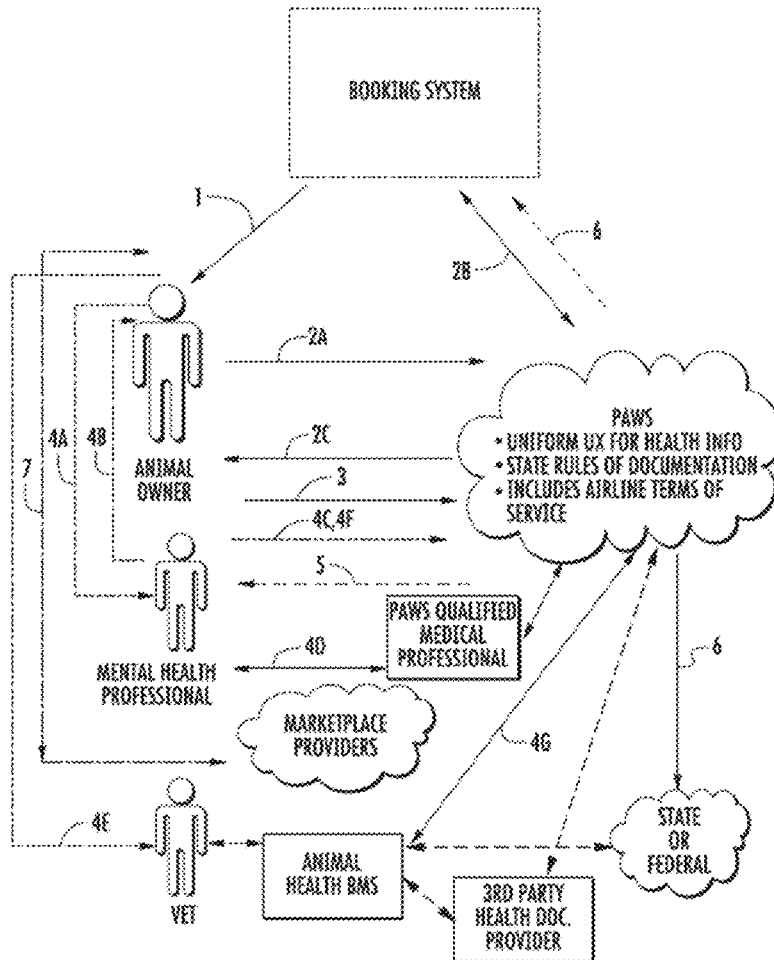 BOOKING SYSTEM
1
6
2B
2A
PAWS
• UNIFORM UX FOR HEALTH INFO
• STATE RULES OF DOCUMENTATION
• INCLUDES AIRLINE TERMS OF
SERVICE
2C
4A
4B
7
ANIMAL
OWNER
3
4C,4F
5
PAWS QUALIFIED
MEDICAL
PROFESSIONAL
4D
MENTAL HEALTH
PROFESSIONAL
6
MARKETPLACE
PROVIDERS
4G
STATE
OR
FEDERAL
4E
VET
ANIMAL
HEALTH BMS
3RD PARTY
HEALTH DOC.
PROVIDER